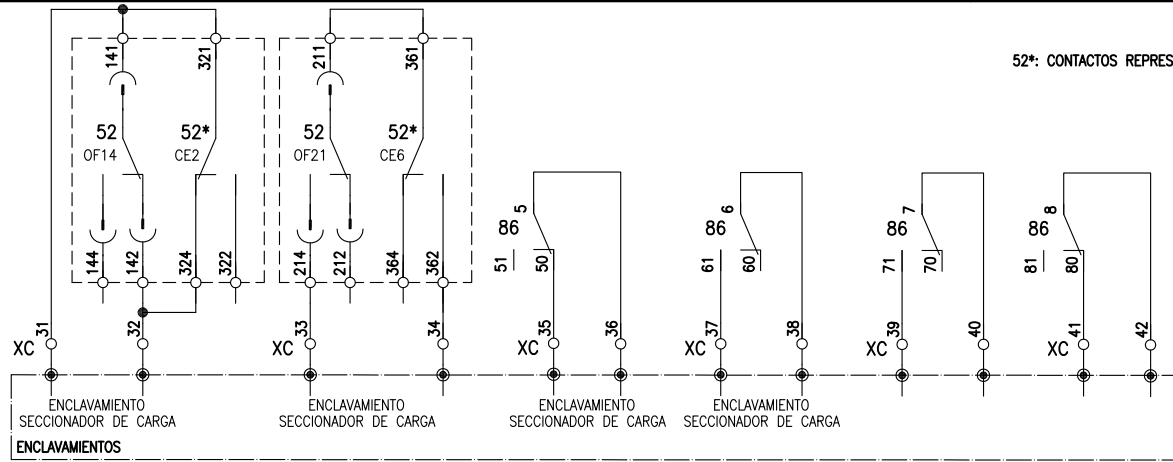 141
321
211
361
52*: CONTACTOS REPRES
52
52*
52
52*
OF14
CE2
OF21
CE6
5
6
7
8
86
86
86
86
51
50
61
60
71
70
81
80
144
142
324
322
214
212
364
362
31
32
33
34
35
36
37
38
39
40
41
42
XC
XC
XC
XC
XC
XC
ENCLAVAMIENTO
SECCIONADOR DE CARGA
ENCLAVAMIENTO
SECCIONADOR DE CARGA
ENCLAVAMIENTO
SECCIONADOR DE CARGA
ENCLAVAMIENTO
SECCIONADOR DE CARGA
ENCLAVAMIENTOS